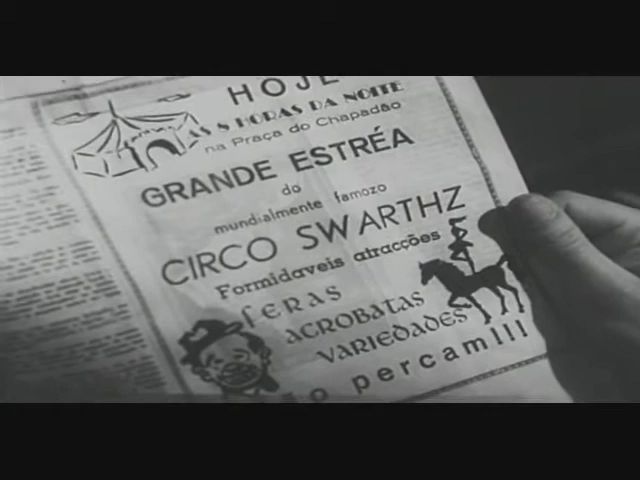 HOJE
ÀS 8 HORAS DA NOITE
na Praça do Chapadão
GRANDE ESTRÉA
do
mundialmente famozo
CIRCO SWARTHZ
Formidaveis atracções
FERAS
ACROBATAS
VARIEDADES
o percam!!!